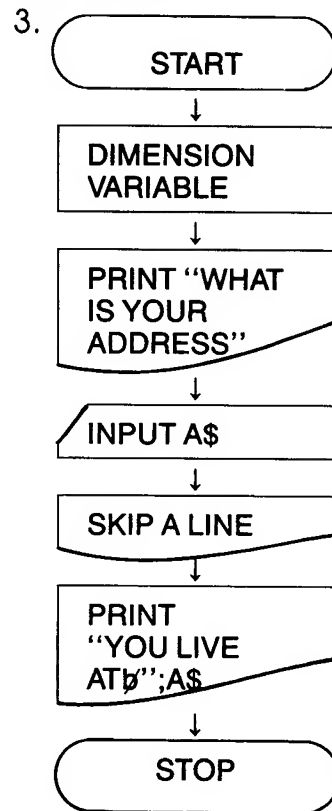 3.
START
DIMENSION
VARIABLE
PRINT “WHAT
IS YOUR
ADDRESS”
INPUT A$
SKIP A LINE
PRINT
“YOU LIVE
ATb̸”;A$
STOP